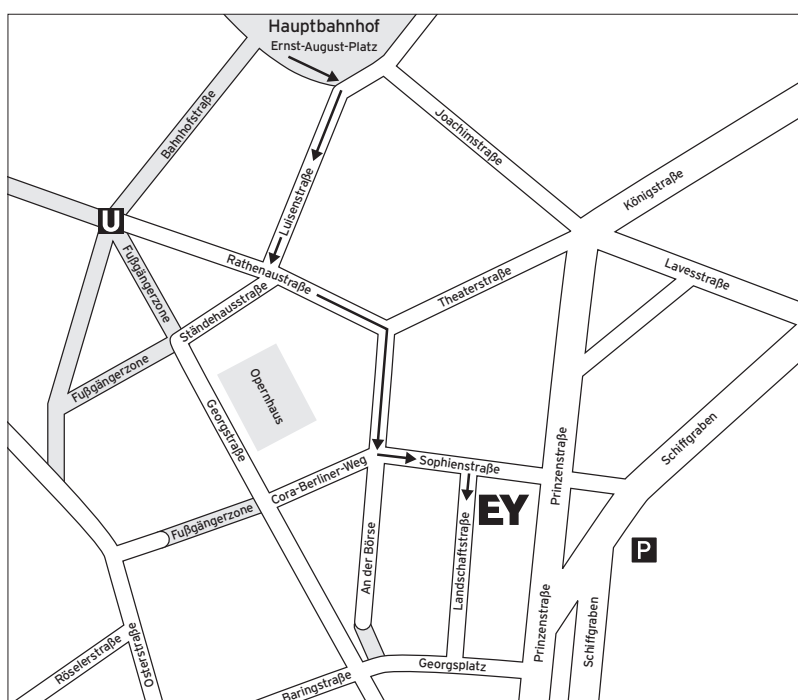 Hauptbahnhof
Ernst-August-Platz
Bahnhofstraße
Joachimstraße
Luisenstraße
Königstraße
U
Fußgängerzone
Rathenaustraße
Theaterstraße
Lavesstraße
Ständehausstraße
Fußgängerzone
Opernhaus
Georgstraße
Schiffgraben
Cora-Berliner-Weg
Sophienstraße
Prinzenstraße
Fußgängerzone
EY
An der Börse
Landschaftstraße
P
Prinzenstraße
Schiffgraben
Röselerstraße
Osterstraße
Georgsplatz
Baringstraße